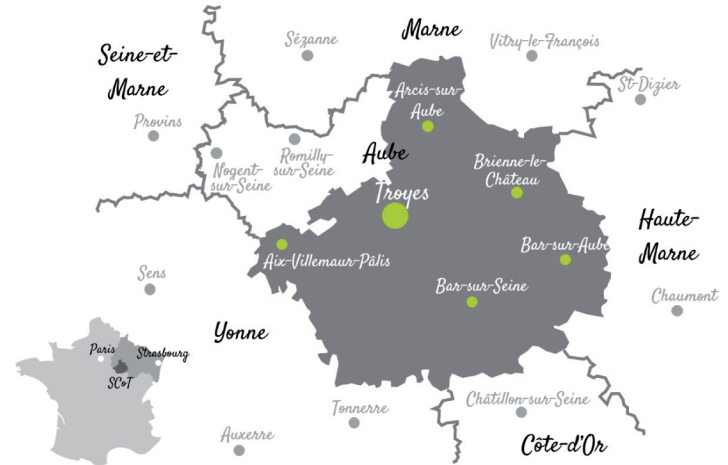 Marne
Sézanne
Vitry-le-François
Seine-et-
Marne
St-Dizier
Arcis-sur-
Aube
Provins
Romilly-
sur-Seine
Nogent-
sur-Seine
Aube
Brienne-le-
Château
Troyes
Haute-
Marne
Bar-sur-Aube
Aix-Villemaur-Pâlis
Sens
Bar-sur-Seine
Chaumont
Yonne
Paris
Strasbourg
SCoT
Châtillon-sur-Seine
Tonnerre
Auxerre
Côte-d'Or